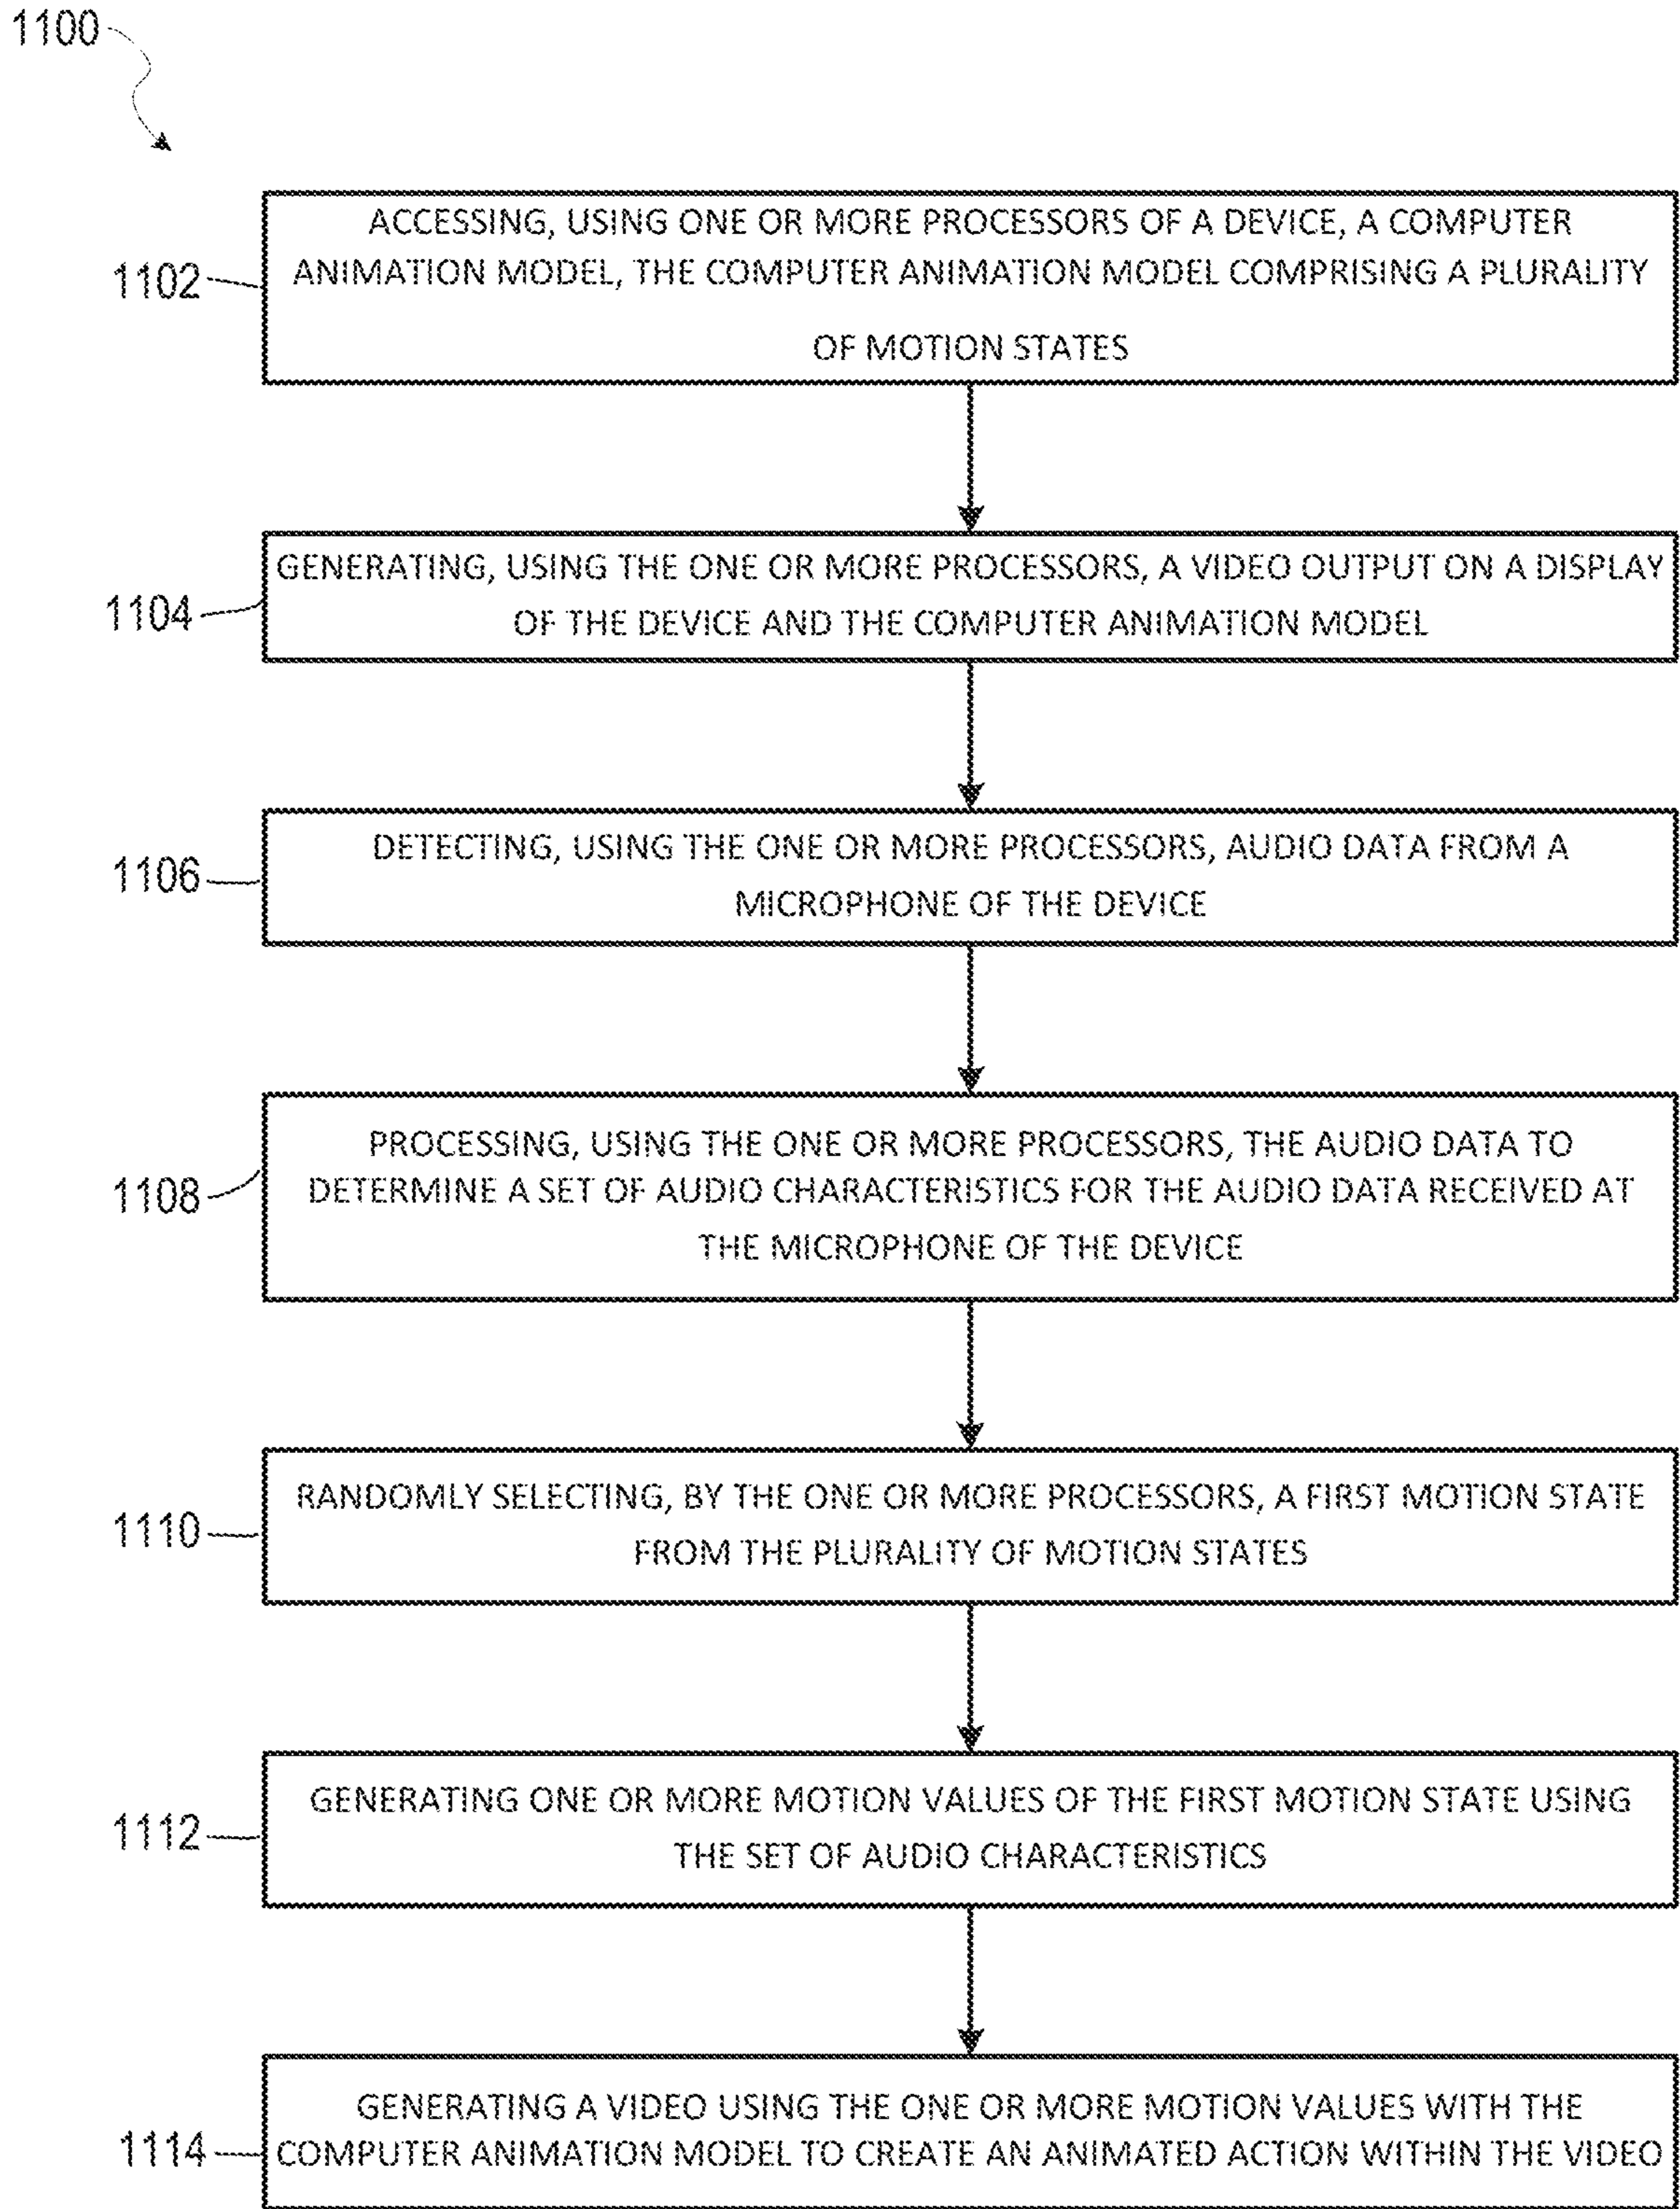 1100
1102
ACCESSING, USING ONE OR MORE PROCESSORS OF A DEVICE, A COMPUTER
ANIMATION MODEL, THE COMPUTER ANIMATION MODEL COMPRISING A PLURALITY
OF MOTION STATES
1104
GENERATING, USING THE ONE OR MORE PROCESSORS, A VIDEO OUTPUT ON A DISPLAY
OF THE DEVICE AND THE COMPUTER ANIMATION MODEL
1106
DETECTING, USING THE ONE OR MORE PROCESSORS, AUDIO DATA FROM A
MICROPHONE OF THE DEVICE
1108
PROCESSING, USING THE ONE OR MORE PROCESSORS, THE AUDIO DATA TO
DETERMINE A SET OF AUDIO CHARACTERISTICS FOR THE AUDIO DATA RECEIVED AT
THE MICROPHONE OF THE DEVICE
1110
RANDOMLY SELECTING, BY THE ONE OR MORE PROCESSORS, A FIRST MOTION STATE
FROM THE PLURALITY OF MOTION STATES
1112
GENERATING ONE OR MORE MOTION VALUES OF THE FIRST MOTION STATE USING
THE SET OF AUDIO CHARACTERISTICS
1114
GENERATING A VIDEO USING THE ONE OR MORE MOTION VALUES WITH THE
COMPUTER ANIMATION MODEL TO CREATE AN ANIMATED ACTION WITHIN THE VIDEO